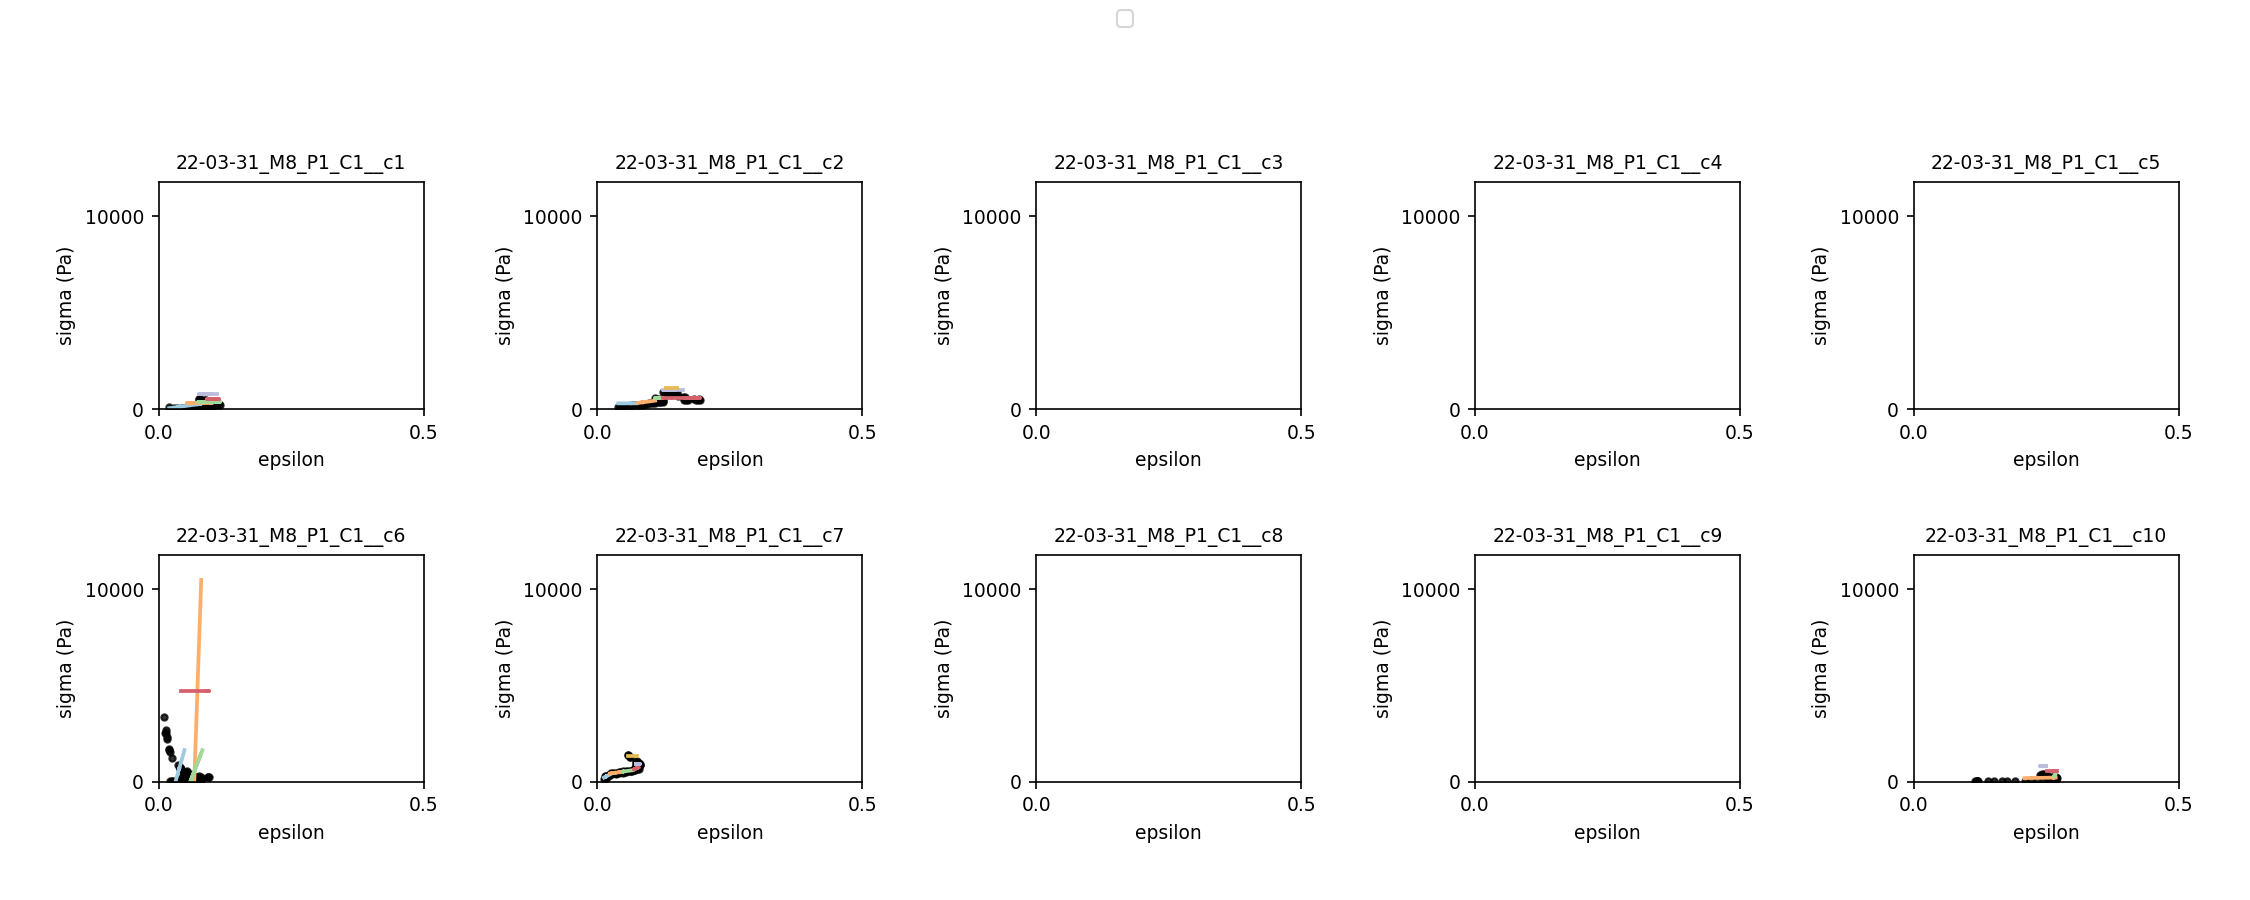 22-03-31_M8_P1_C1__c1
10000
sigma (Pa)
0
0.0
0.5
epsilon
22-03-31_M8_P1_C1__c2
10000
sigma (Pa)
0
0.0
0.5
epsilon
22-03-31_M8_P1_C1__c3
10000
sigma (Pa)
0
0.0
0.5
epsilon
22-03-31_M8_P1_C1__c4
10000
sigma (Pa)
0
0.0
0.5
epsilon
22-03-31_M8_P1_C1__c5
10000
sigma (Pa)
0
0.0
0.5
epsilon
22-03-31_M8_P1_C1__c6
10000
sigma (Pa)
0
0.0
0.5
epsilon
22-03-31_M8_P1_C1__c7
10000
sigma (Pa)
0
0.0
0.5
epsilon
22-03-31_M8_P1_C1__c8
10000
sigma (Pa)
0
0.0
0.5
epsilon
22-03-31_M8_P1_C1__c9
10000
sigma (Pa)
0
0.0
0.5
epsilon
22-03-31_M8_P1_C1__c10
10000
sigma (Pa)
0
0.0
0.5
epsilon